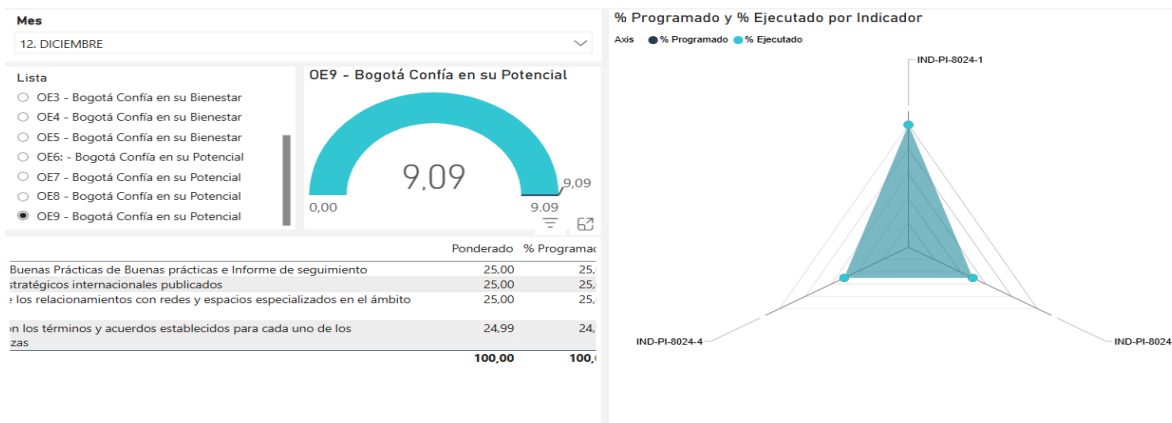 Mes
12. DICIEMBRE
Lista
OE3 - Bogotá Confía en su Bienestar
OE4 - Bogotá Confía en su Bienestar
OE5 - Bogotá Confía en su Bienestar
OE6: - Bogotá Confía en su Potencial
OE7 - Bogotá Confía en su Potencial
OE8 - Bogotá Confía en su Potencial
OE9 - Bogotá Confía en su Potencial
OE9 - Bogotá Confía en su Potencial
9,09
9,09
0,00
9,09
Ponderado % Programac
Buenas Prácticas de Buenas prácticas e Informe de seguimiento 25,00 25,
stratégicos internacionales publicados 25,00 25,
los relacionamientos con redes y espacios especializados en el ámbito 25,00 25,
n los términos y acuerdos establecidos para cada uno de los 24,99 24,
zas
100,00 100,
% Programado y % Ejecutado por Indicador
Axis % Programado % Ejecutado
IND-PI-8024-1
IND-PI-8024-4
IND-PI-8024